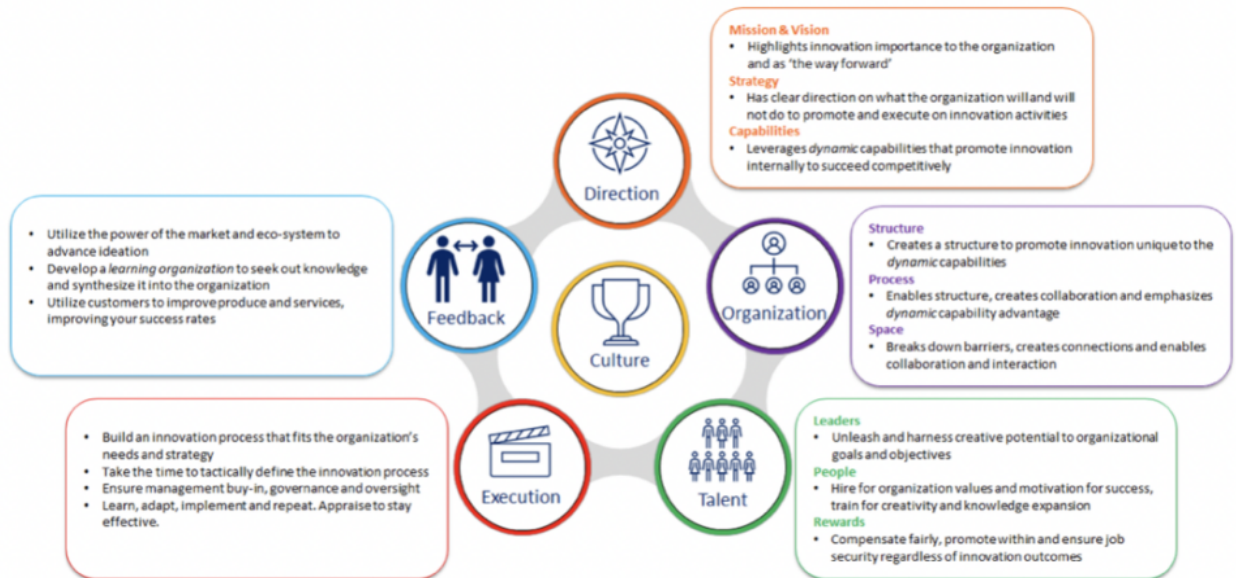 Mission & Vision
• Highlights innovation importance to the organization
and as ‘the way forward’
Strategy
• Has clear direction on what the organization will and will
not do to promote and execute on innovation activities
Capabilities
• Leverages dynamic capabilities that promote innovation
internally to succeed competitively
Direction
Structure
• Creates a structure to promote innovation unique to the
dynamic capabilities
Process
• Enables structure, creates collaboration and emphasizes
dynamic capability advantage
Space
• Breaks down barriers, creates connections and enables
collaboration and interaction
Organization
• Utilize the power of the market and eco-system to
advance ideation
• Develop a learning organization to seek out knowledge
and synthesize it into the organization
• Utilize customers to improve produce and services,
improving your success rates
Feedback
Culture
• Build an innovation process that fits the organization’s
needs and strategy
• Take the time to tactically define the innovation process
• Ensure management buy-in, governance and oversight
• Learn, adapt, implement and repeat. Appraise to stay
effective.
Execution
Talent
Leaders
• Unleash and harness creative potential to organizational
goals and objectives
People
• Hire for organization values and motivation for success,
train for creativity and knowledge expansion
Rewards
• Compensate fairly, promote within and ensure job
security regardless of innovation outcomes